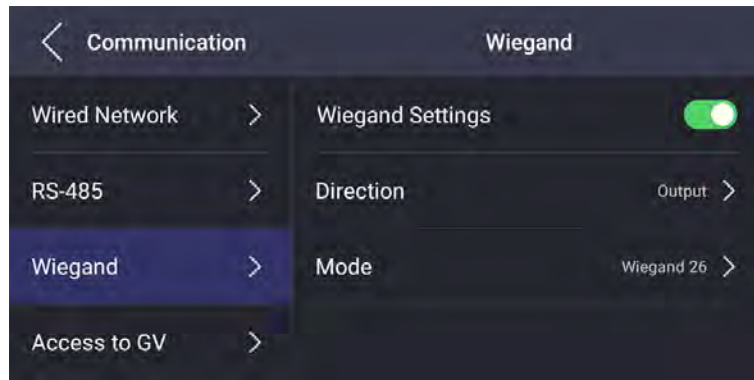 Communication
Wiegand
Wired Network
Wiegand Settings
RS-485
Direction
Output
Wiegand
Mode
Wiegand 26
Access to GV